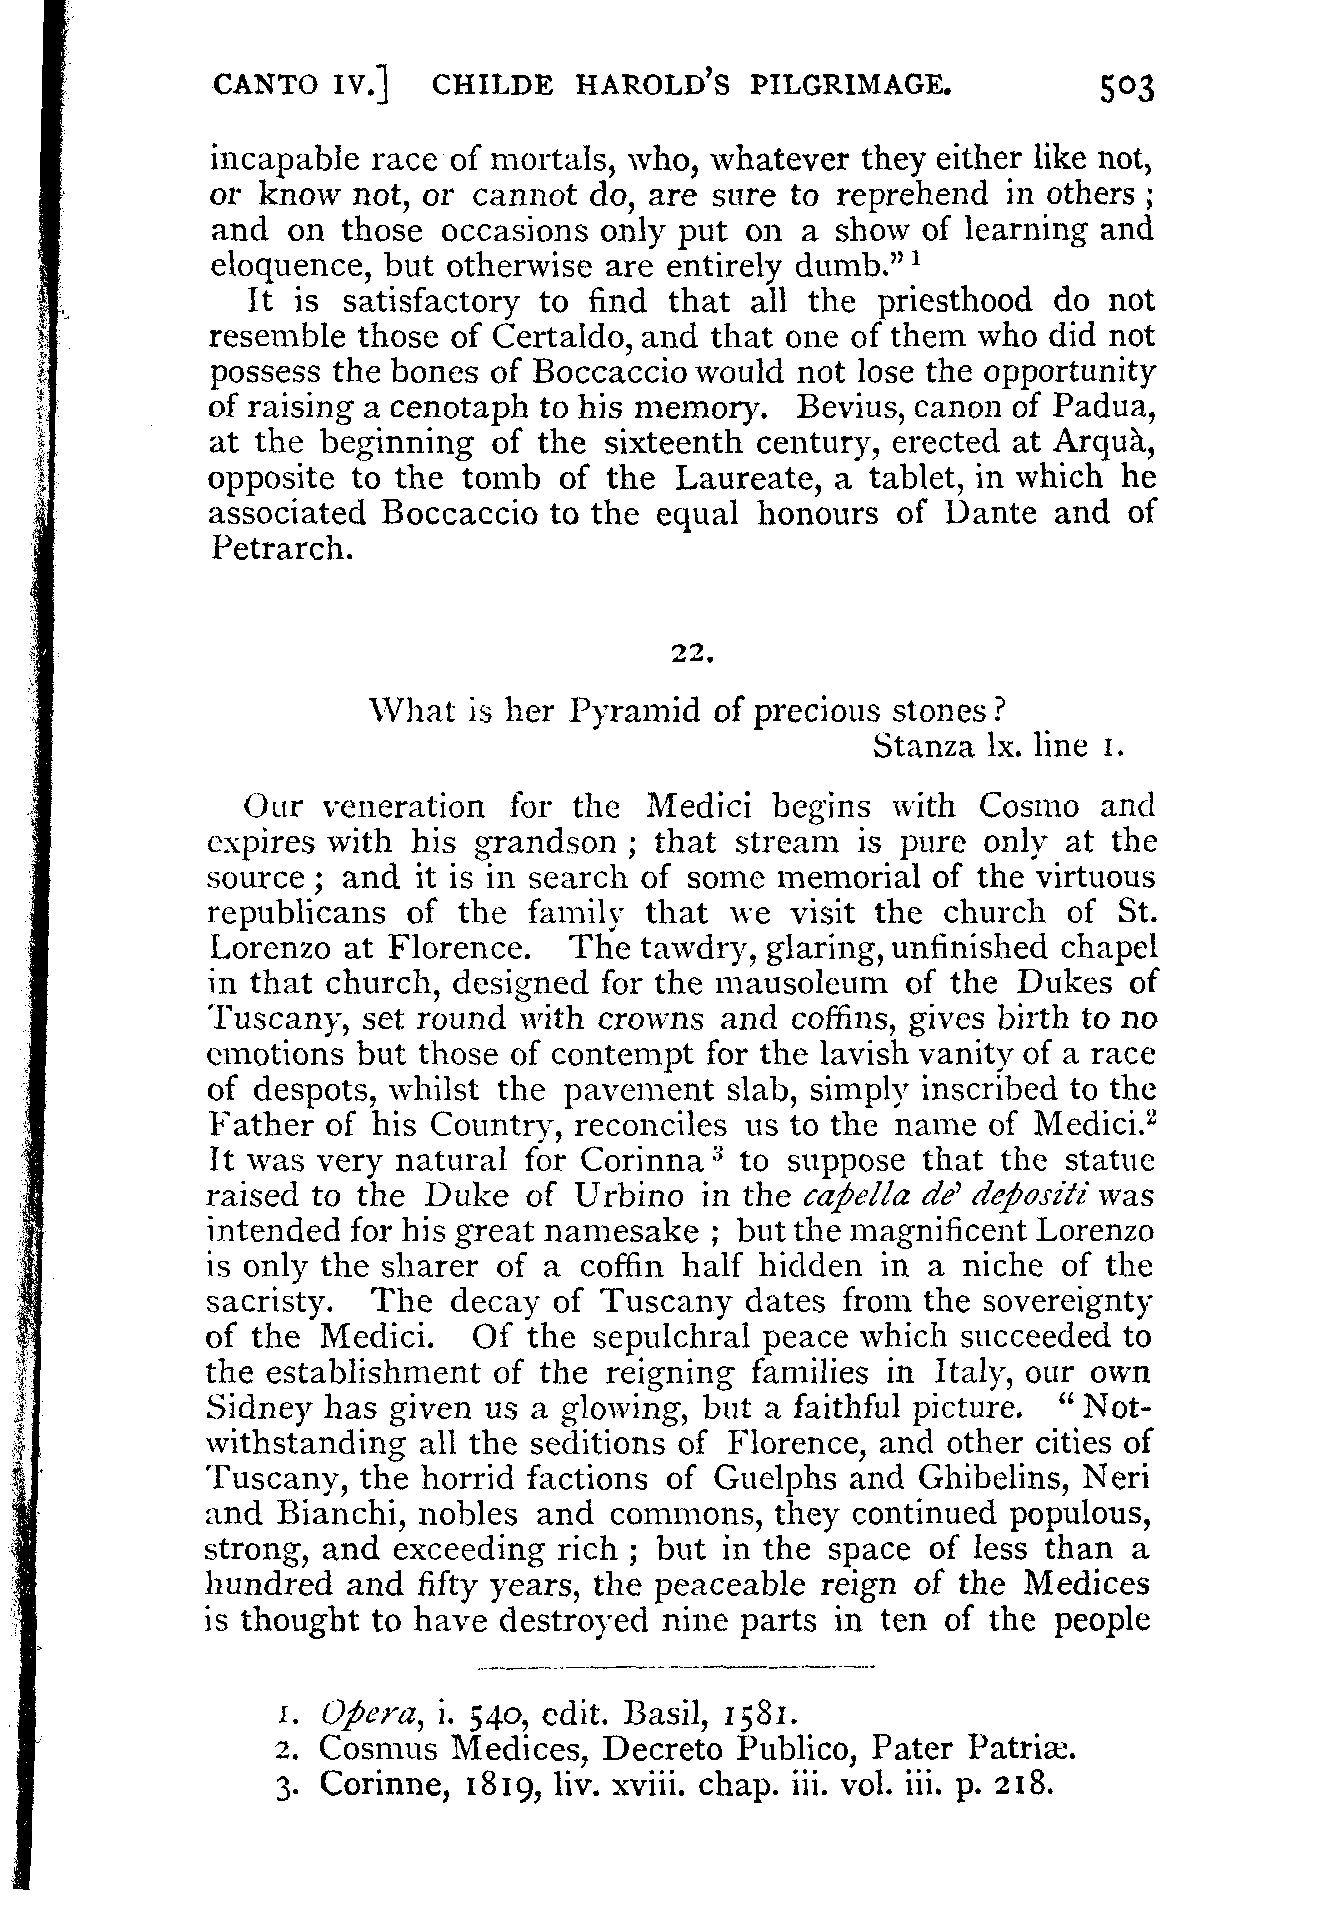 CANTO IV.] CHILDE HAROLD'S PILGRIMAGE. 503
incapable race of mortals, who, whatever they either like not,
or know not, or cannot do, are sure to reprehend in others ;
and on those occasions only put on a show of learning and
eloquence, but otherwise are entirely dumb." 1
It is satisfactory to find that all the priesthood do not
resemble those of Certaldo, and that one of them who did not
possess the bones of Boccaccio would not lose the opportunity
of raising a cenotaph to his memory. Bevius, canon of Padua,
at the beginning of the sixteenth century, erected at Arquà,
opposite to the tomb of the Laureate, a tablet, in which he
associated Boccaccio to the equal honours of Dante and of
Petrarch.
22.
What is her Pyramid of precious stones ?
Stanza lx. line 1.
Our veneration for the Medici begins with Cosmo and
expires with his grandson ; that stream is pure only at the
source ; and it is in search of some memorial of the virtuous
republicans of the family that we visit the church of St.
Lorenzo at Florence. The tawdry, glaring, unfinished chapel
in that church, designed for the mausoleum of the Dukes of
Tuscany, set round with crowns and coffins, gives birth to no
emotions but those of contempt for the lavish vanity of a race
of despots, whilst the pavement slab, simply inscribed to the
Father of his Country, reconciles us to the name of Medici.2
It was very natural for Corinna 3 to suppose that the statue
raised to the Duke of Urbino in the capella de' depositi was
intended for his great namesake ; but the magnificent Lorenzo
is only the sharer of a coffin half hidden in a niche of the
sacristy. The decay of Tuscany dates from the sovereignty
of the Medici. Of the sepulchral peace which succeeded to
the establishment of the reigning families in Italy, our own
Sidney has given us a glowing, but a faithful picture. "Not-
withstanding all the seditions of Florence, and other cities of
Tuscany, the horrid factions of Guelphs and Ghibelins, Neri
and Bianchi, nobles and commons, they continued populous,
strong, and exceeding rich ; but in the space of less than a
hundred and fifty years, the peaceable reign of the Medices
is thought to have destroyed nine parts in ten of the people
1. Opera, i. 540, edit. Basil, 1581.
2. Cosmus Medices, Decreto Publico, Pater Patriæ.
3. Corinne, 1819, liv. xviii. chap. iii. vol. iii. p. 218.